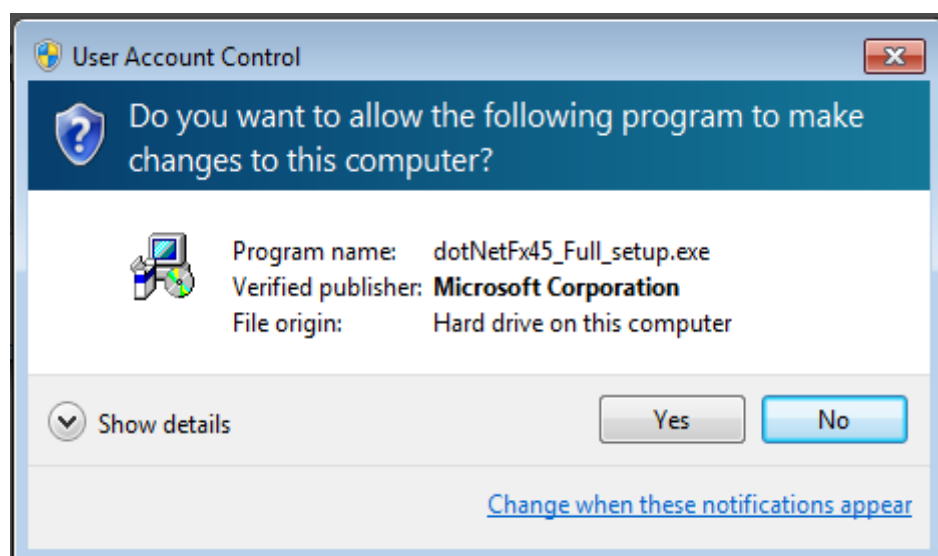 User Account Control
Do you want to allow the following program to make
changes to this computer?
Program name: dotNetFx45_Full_setup.exe
Verified publisher: Microsoft Corporation
File origin: Hard drive on this computer
Show details
Yes
No
Change when these notifications appear